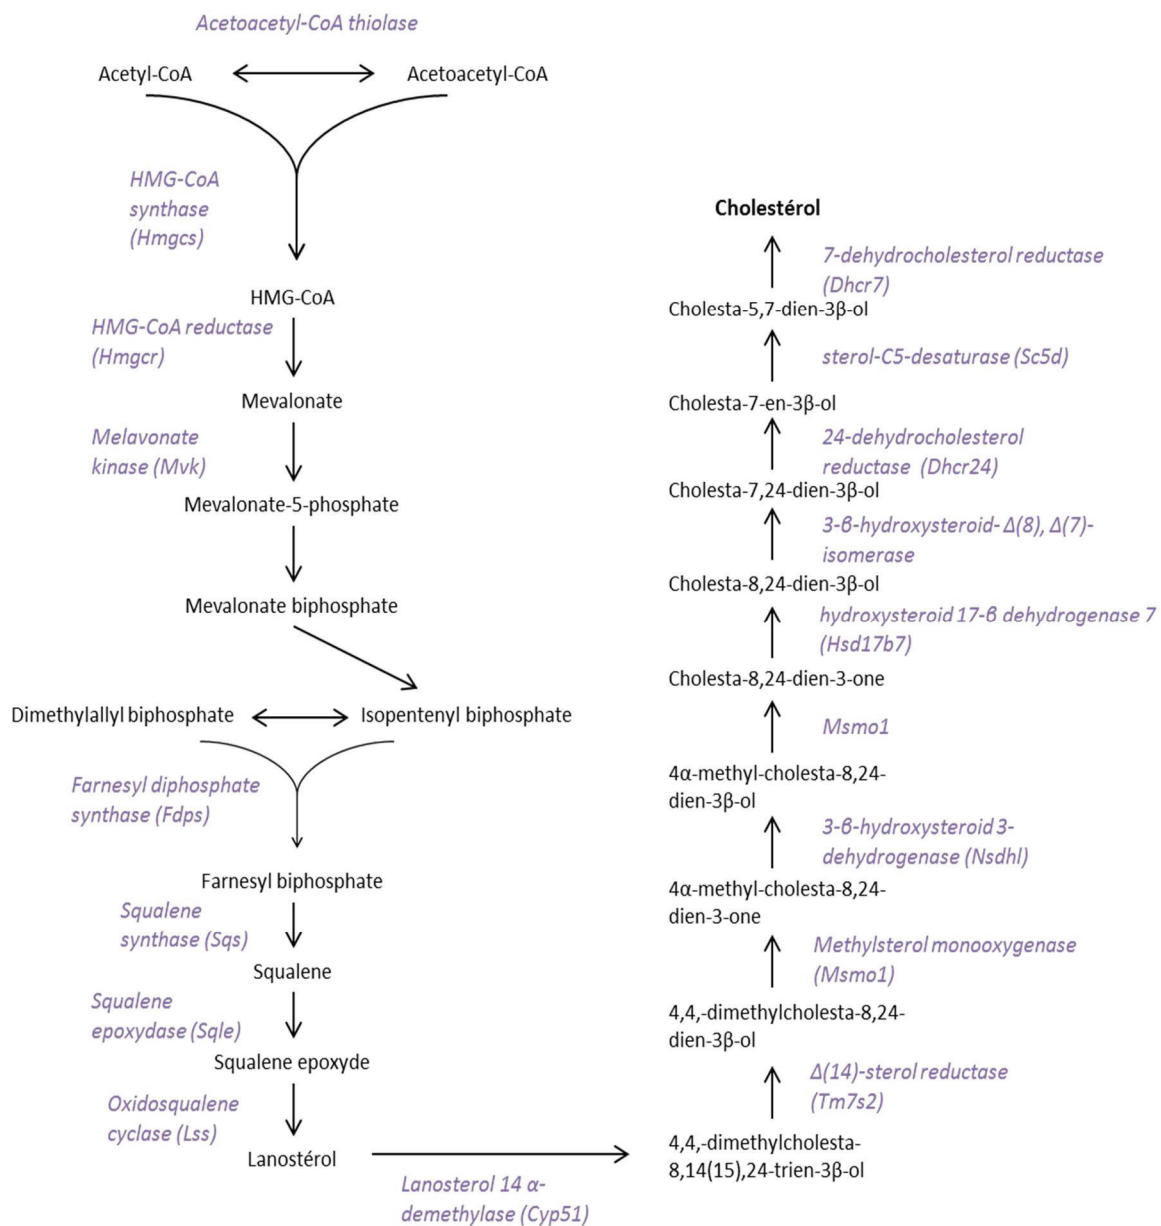 Acetoacetyl-CoA thiolase
Acetyl-CoA
Acetoacetyl-CoA
HMG-CoA
synthase
(Hmgcs)
HMG-CoA
HMG-CoA reductase
(Hmgcr)
Mevalonate
Melavonate
kinase (Mvk)
Mevalonate-5-phosphate
Mevalonate biphosphate
Dimethylallyl biphosphate
Isopentenyl biphosphate
Farnesyl diphosphate
synthase (Fdps)
Farnesyl biphosphate
Squalene
synthase (Sqs)
Squalene
Squalene
epoxydase (Sqle)
Squalene epoxyde
Oxidosqualene
cyclase (Lss)
Lanostérol
Lanosterol 14 α-
demethylase (Cyp51)
Cholestérol
7-dehydrocholesterol reductase
(Dhcr7)
Cholesta-5,7-dien-3β-ol
sterol-C5-desaturase (Sc5d)
Cholesta-7-en-3β-ol
24-dehydrocholesterol
reductase (Dhcr24)
Cholesta-7,24-dien-3β-ol
3-β-hydroxysteroid- Δ(8), Δ(7)-
isomerase
Cholesta-8,24-dien-3β-ol
hydroxysteroid 17-β dehydrogenase 7
(Hsd17b7)
Cholesta-8,24-dien-3-one
Msmo1
4α-methyl-cholesta-8,24-
dien-3β-ol
3-β-hydroxysteroid 3-
dehydrogenase (Nsdhl)
4α-methyl-cholesta-8,24-
dien-3-one
Methylsterol monooxygenase
(Msmo1)
4,4,-dimethylcholesta-8,24-
dien-3β-ol
Δ(14)-sterol reductase
(Tm7s2)
4,4,-dimethylcholesta-
8,14(15),24-trien-3β-ol